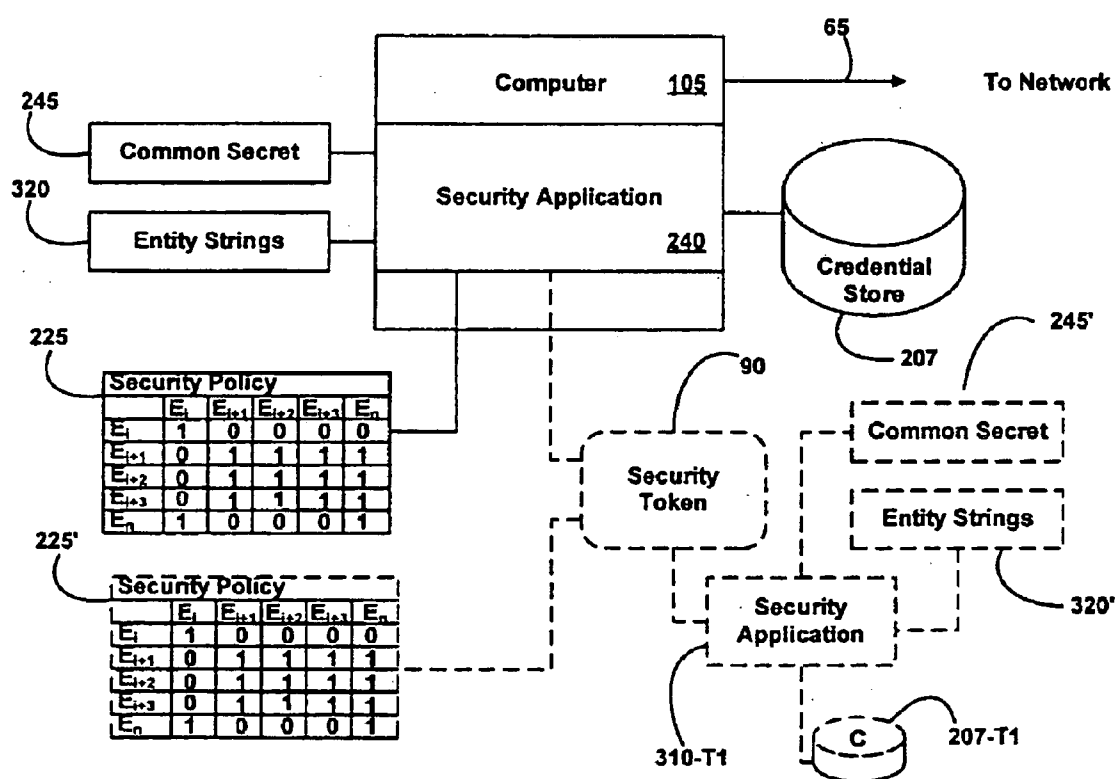 65
Computer 105
To Network
245
Common Secret
320
Entity Strings
Security Application
240
Credential
Store
207
245'
225
Security Policy
Ei Ei+1 Ei+2 Ei+3 En
Ei 1 0 0 0 0
Ei+1 0 1 1 1 1
Ei+2 0 1 1 1 1
Ei+3 0 1 1 1 1
En 1 0 0 0 1
90
Security
Token
Common Secret
Entity Strings
320'
225'
Security Policy
Ei Ei+1 Ei+2 Ei+3 En
Ei 1 0 0 0 0
Ei+1 0 1 1 1 1
Ei+2 0 1 1 1 1
Ei+3 0 1 1 1 1
En 1 0 0 0 1
Security
Application
310-T1
C
207-T1